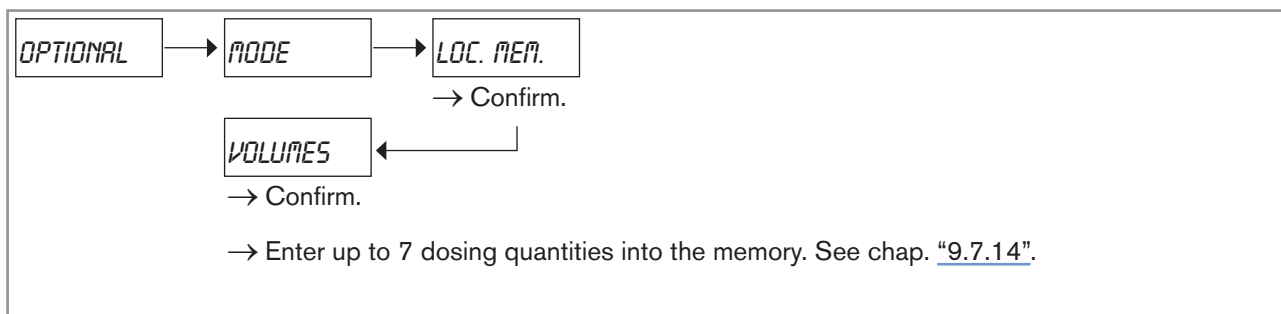 OPTIONAL MODE LOC. MEM.
→ Confirm.
VOLUMES
→ Confirm.
→ Enter up to 7 dosing quantities into the memory. See chap. “9.7.14”.